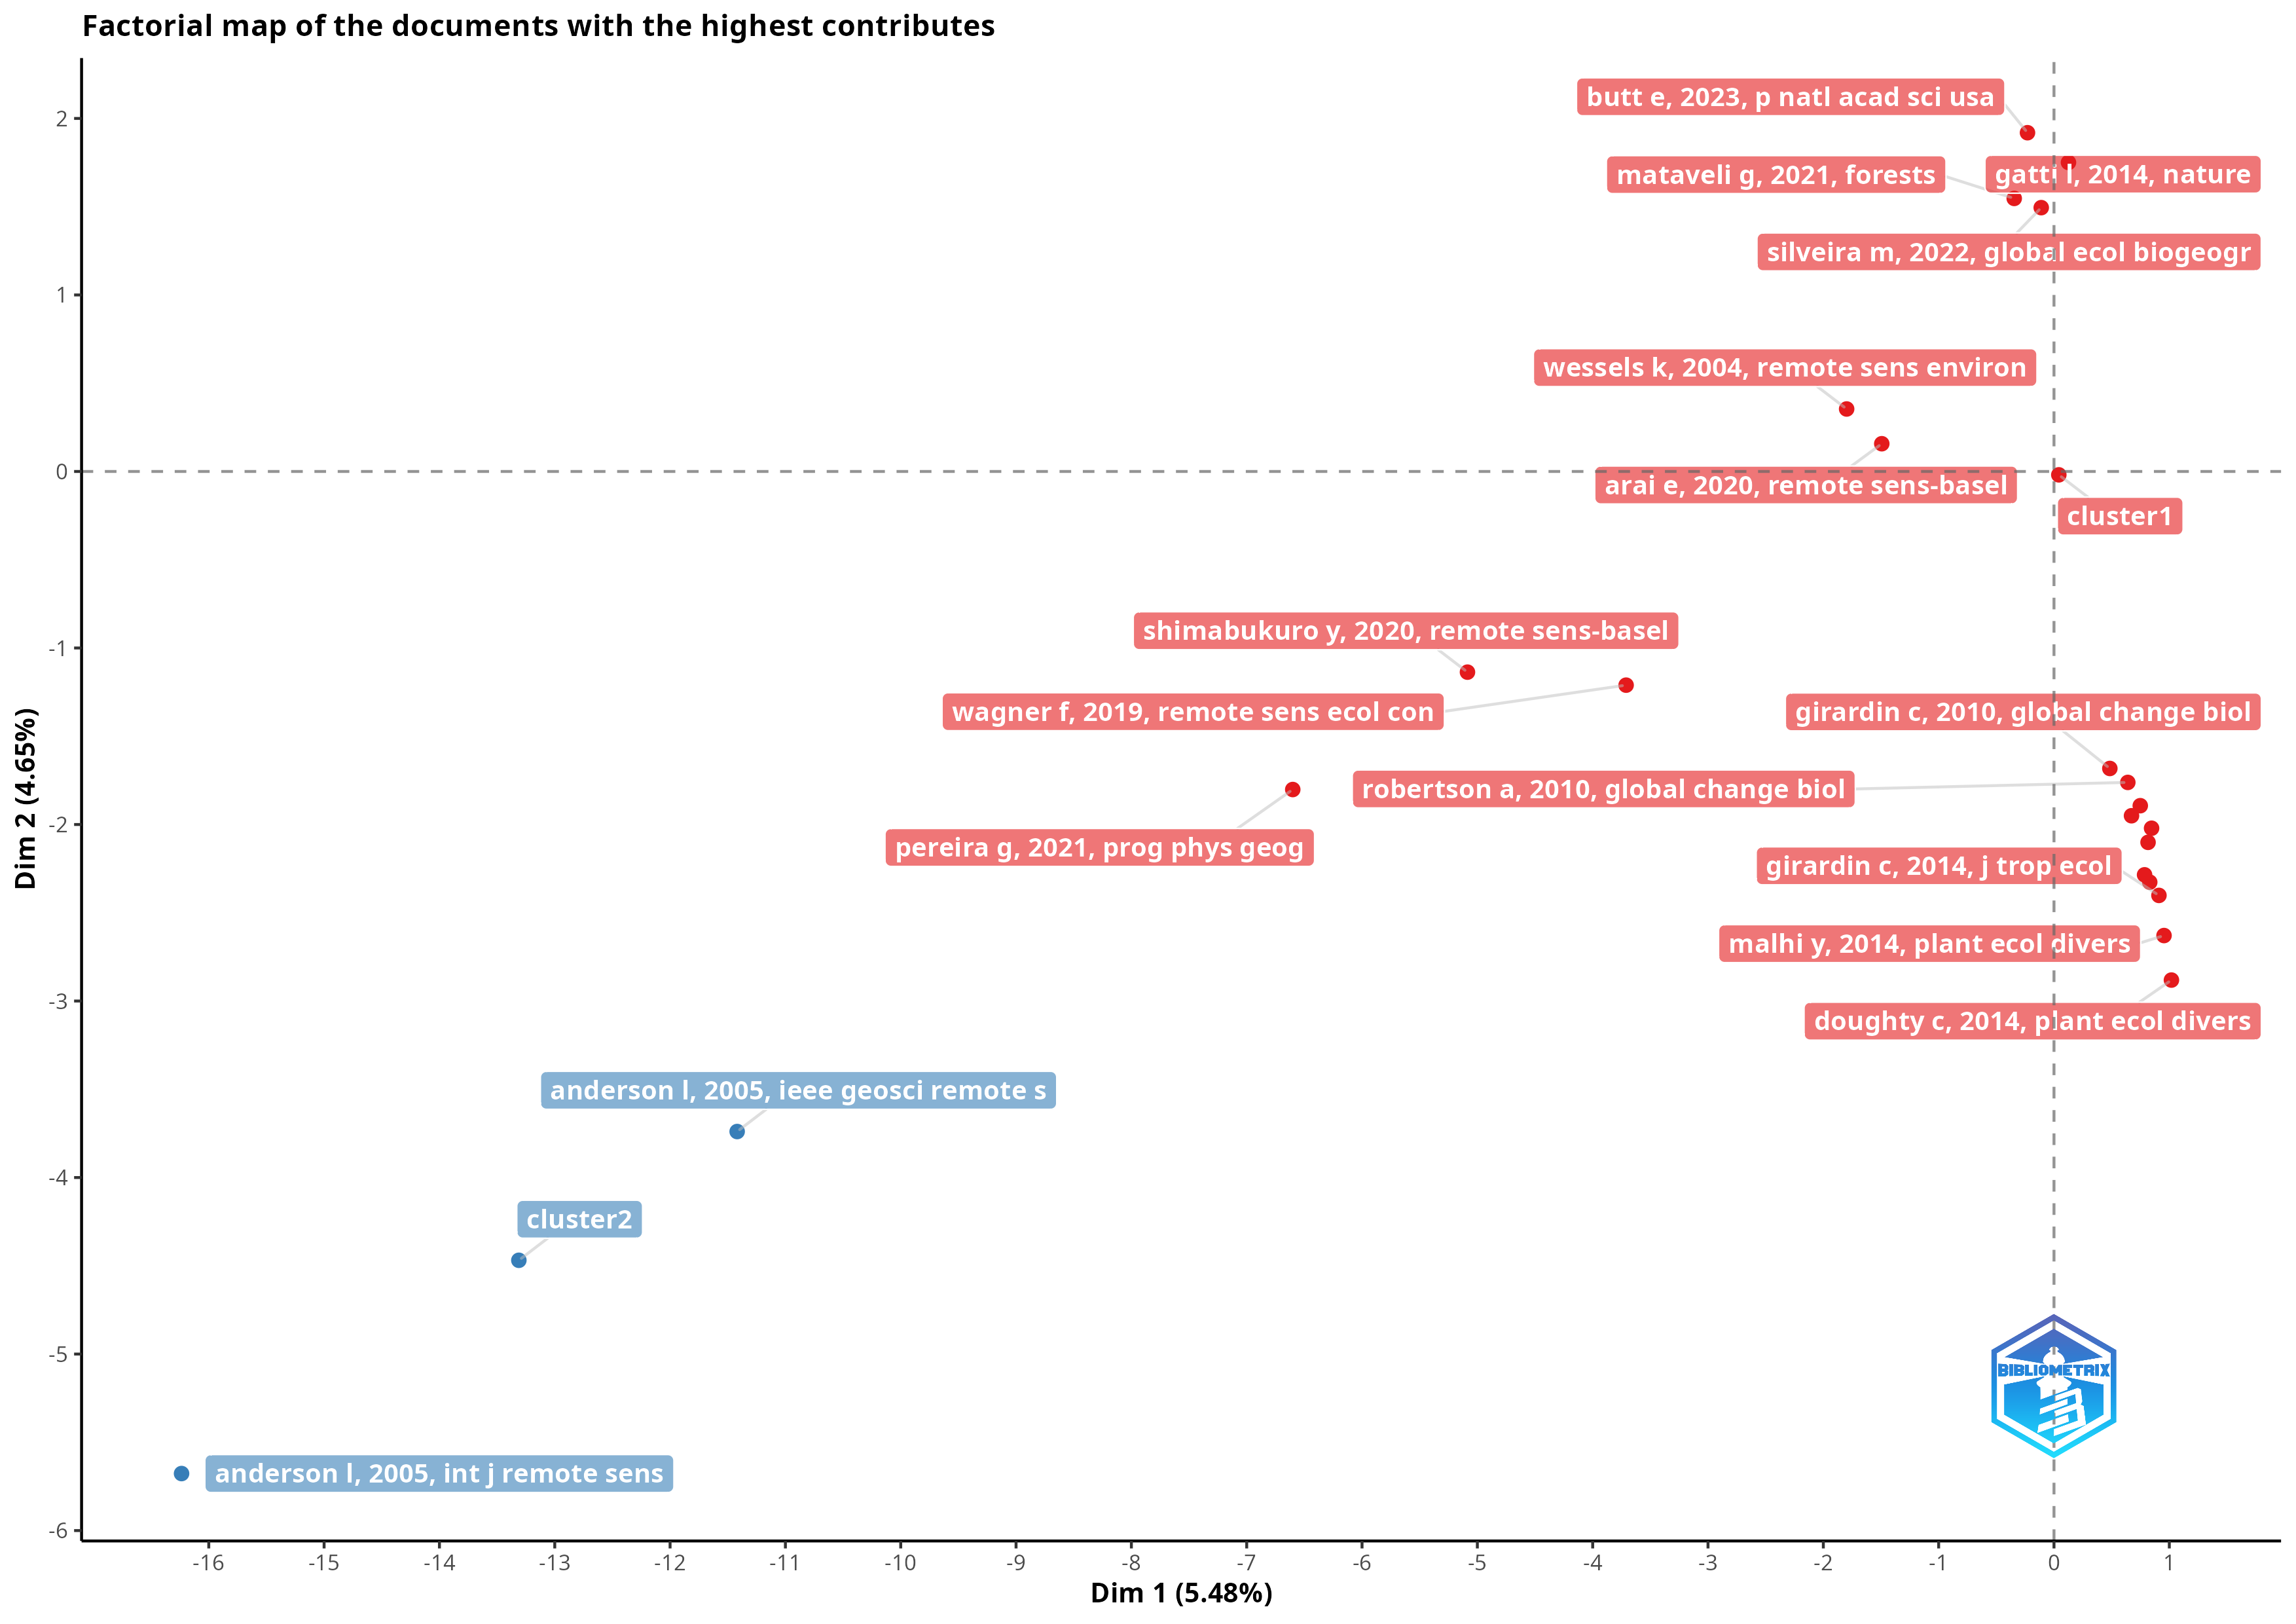 Factorial map of the documents with the highest contributes
butt e, 2023, p natl acad sci usa
mataveli g, 2021, forests
gatti l, 2014, nature
silveira m, 2022, global ecol biogeogr
wessels k, 2004, remote sens environ
arai e, 2020, remote sens-basel
cluster1
shimabukuro y, 2020, remote sens-basel
wagner f, 2019, remote sens ecol con
girardin c, 2010, global change biol
robertson a, 2010, global change biol
pereira g, 2021, prog phys geog
girardin c, 2014, j trop ecol
malhi y, 2014, plant ecol divers
doughty c, 2014, plant ecol divers
anderson l, 2005, ieee geosci remote s
cluster2
anderson l, 2005, int j remote sens
BIBLIOMETRIX
2
1
0
-1
-2
-3
-4
-5
-6
Dim 2 (4.65%)
-16 -15 -14 -13 -12 -11 -10 -9 -8 -7 -6 -5 -4 -3 -2 -1 0 1
Dim 1 (5.48%)